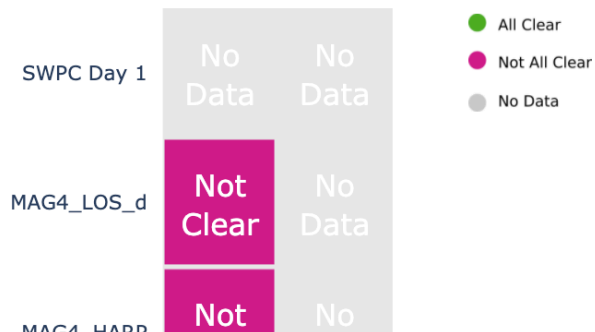 SWPC Day 1
No Data
No Data
MAG4_LOS_d
Not Clear
No Data
Not
No
All Clear
Not All Clear
No Data